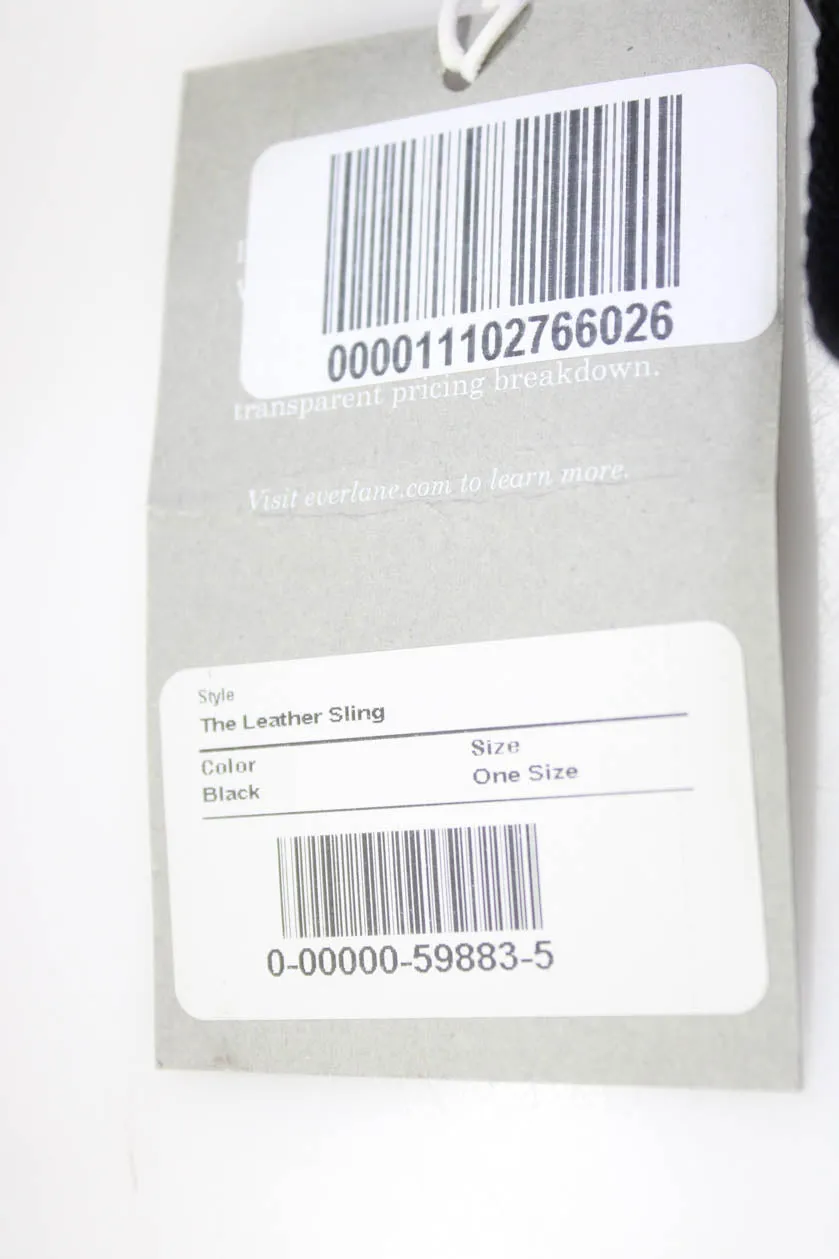 000011102766026
transparent pricing breakdown.
Visit everlane.com to learn more.
Style
The Leather Sling
Color
Size
Black
One Size
0-00000-59883-5